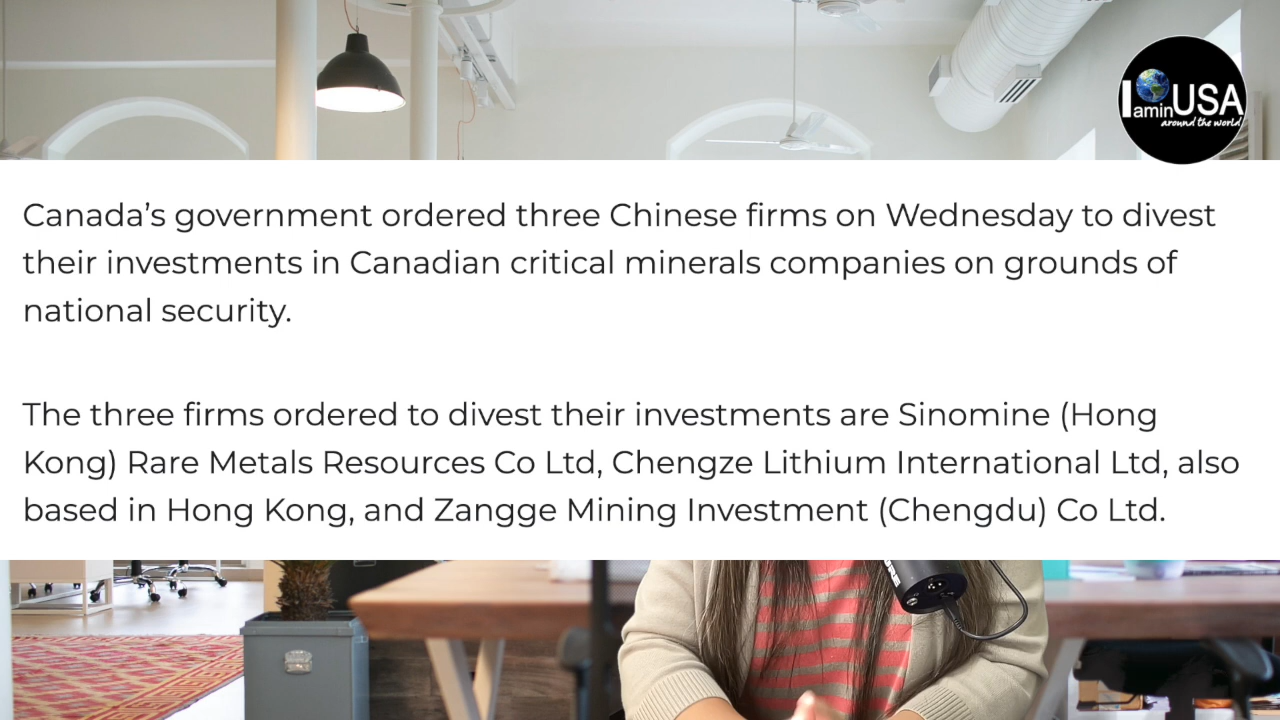 IaminUSA
around the world
Canada’s government ordered three Chinese firms on Wednesday to divest
their investments in Canadian critical minerals companies on grounds of
national security.
The three firms ordered to divest their investments are Sinomine (Hong
Kong) Rare Metals Resources Co Ltd, Chengze Lithium International Ltd, also
based in Hong Kong, and Zangge Mining Investment (Chengdu) Co Ltd.